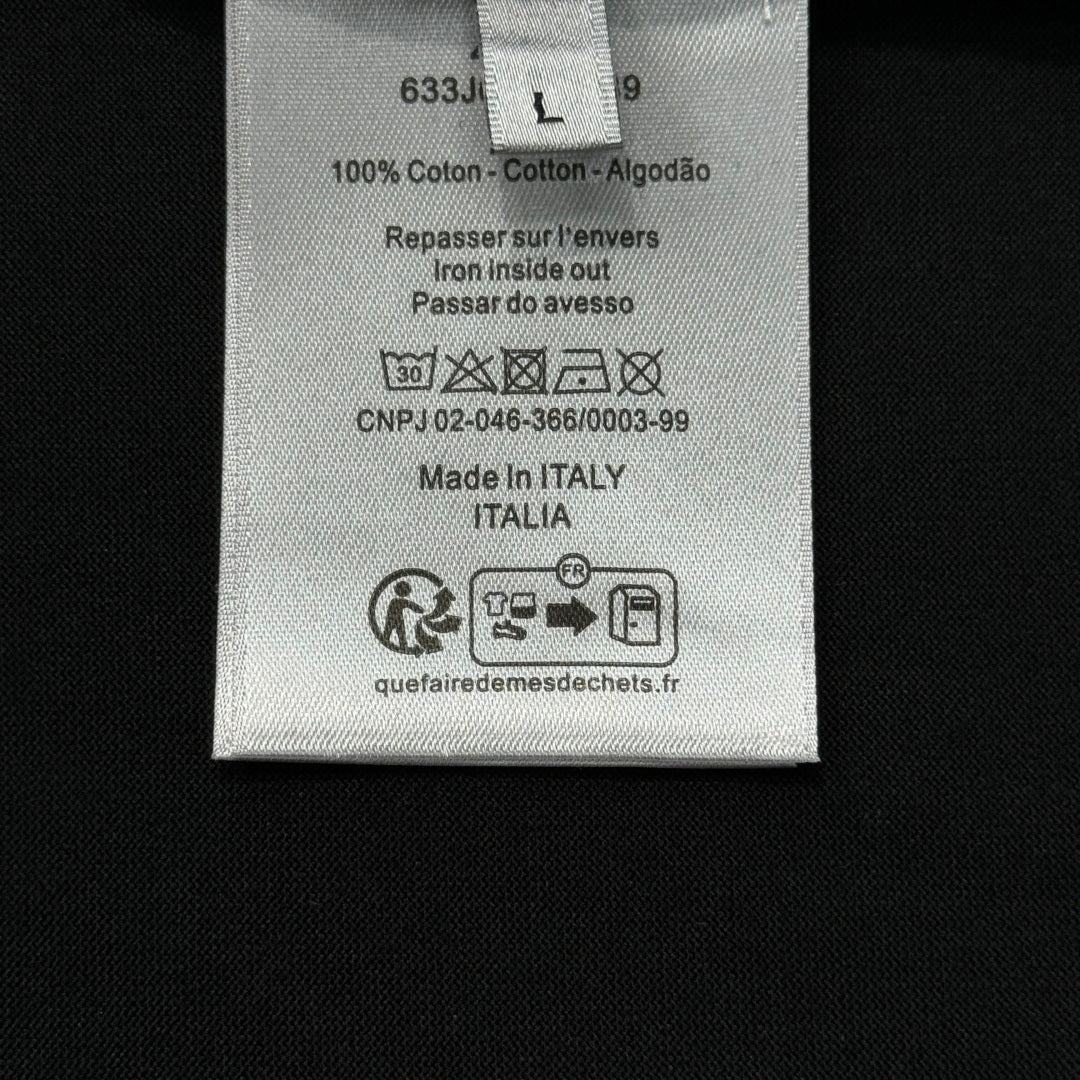 L
100% Coton - Cotton - Algodão
Repasser sur l'envers
Iron inside out
Passar do avesso
30
CNPJ 02-046-366/0003-99
Made In ITALY
ITALIA
FR
quefairedemesdechets.fr